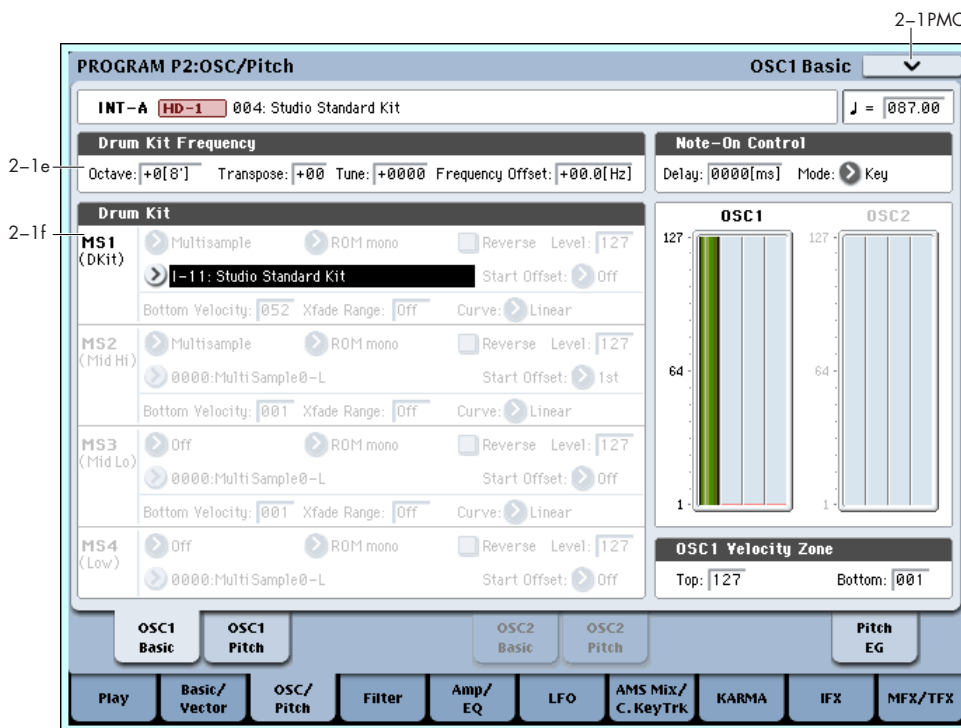 2-1PMC
PROGRAM P2:OSC/Pitch OSC1 Basic
INT-A HD-1 004: Studio Standard Kit ♩ = 087.00
Drum Kit Frequency Note-On Control
2-1e Octave: +0[8'] Transpose: +00 Tune: +0000 Frequency Offset: +00.0[Hz] Delay: 0000[ms] Mode: Key
Drum Kit OSC1 OSC2
2-1f MS1 Multisample ROM mono Reverse Level: 127 127 127
(DKit)
I-11: Studio Standard Kit Start Offset: Off
Bottom Velocity: 052 Xfade Range: Off Curve: Linear
MS2 Multisample ROM mono Reverse Level: 127
(Mid Hi)
0000:MultiSample0-L Start Offset: 1st 64 64
Bottom Velocity: 001 Xfade Range: Off Curve: Linear
MS3 Off ROM mono Reverse Level: 127
(Mid Lo)
0000:MultiSample0-L Start Offset: Off
Bottom Velocity: 001 Xfade Range: Off Curve: Linear 1 1
MS4 Off ROM mono Reverse Level: 127 OSC1 Velocity Zone
(Low)
0000:MultiSample0-L Start Offset: Off Top: 127 Bottom: 001
OSC1 OSC1 OSC2 OSC2 Pitch
Basic Pitch Basic Pitch EG
Play Basic/ OSC/ Filter Amp/ LFO AMS Mix/ KARMA IFX MFX/TFX
Vector Pitch EQ C.KeyTrk